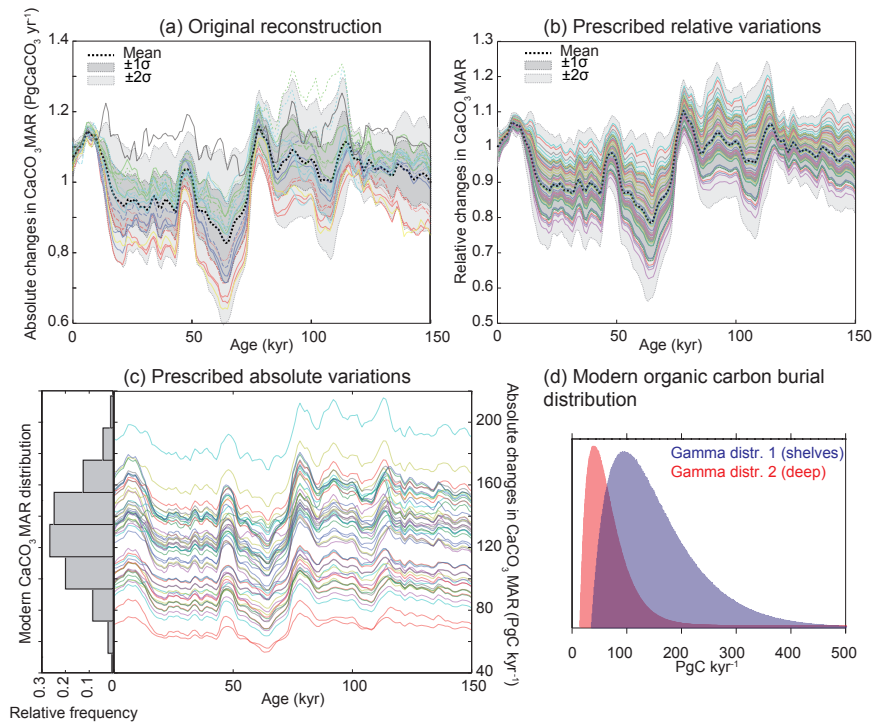 (a) Original reconstruction
Absolute changes in CaCO₃ MAR (PgCaCO₃ yr⁻¹)
1.4
1.2
1
0.8
0.6
Mean
±1σ
±2σ
0
50
100
150
Age (kyr)
(b) Prescribed relative variations
Relative changes in CaCO₃ MAR
1.3
1.2
1.1
1.0
0.9
0.8
0.7
0.6
0.5
Mean
±1σ
±2σ
0
50
100
150
Age (kyr)
(c) Prescribed absolute variations
Modern CaCO₃ MAR distribution
0.3
0.2
0.1
Relative frequency
0
50
100
150
Age (kyr)
200
160
120
80
40
Absolute changes in CaCO₃ MAR (PgC kyr⁻¹)
(d) Modern organic carbon burial
distribution
Gamma distr. 1 (shelves)
Gamma distr. 2 (deep)
0
100
200
300
400
500
PgC kyr⁻¹